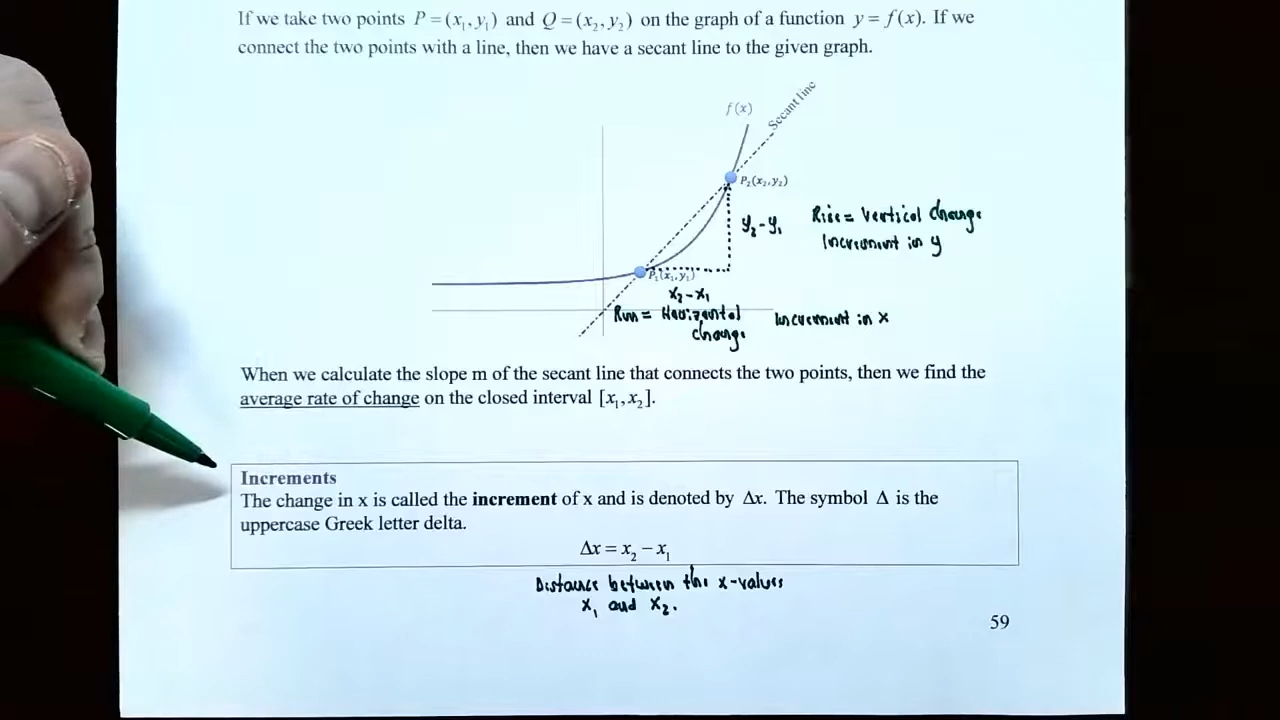 If we take two points P = (x₁, y₁) and Q = (x₂, y₂) on the graph of a function y = f(x). If we
connect the two points with a line, then we have a secant line to the given graph.
Secant line
f(x)
P₂(x₂, y₂)
y₂ - y₁
Rise = Vertical change
Increment in y
P₁(x₁, y₁)
x₂ - x₁
Run = Horizontal
change
Increment in x
When we calculate the slope m of the secant line that connects the two points, then we find the
average rate of change on the closed interval [x₁, x₂].
Increments
The change in x is called the increment of x and is denoted by Δx. The symbol Δ is the
uppercase Greek letter delta.
Δx = x₂ − x₁
Distance between the x-values
x₁ and x₂.
59